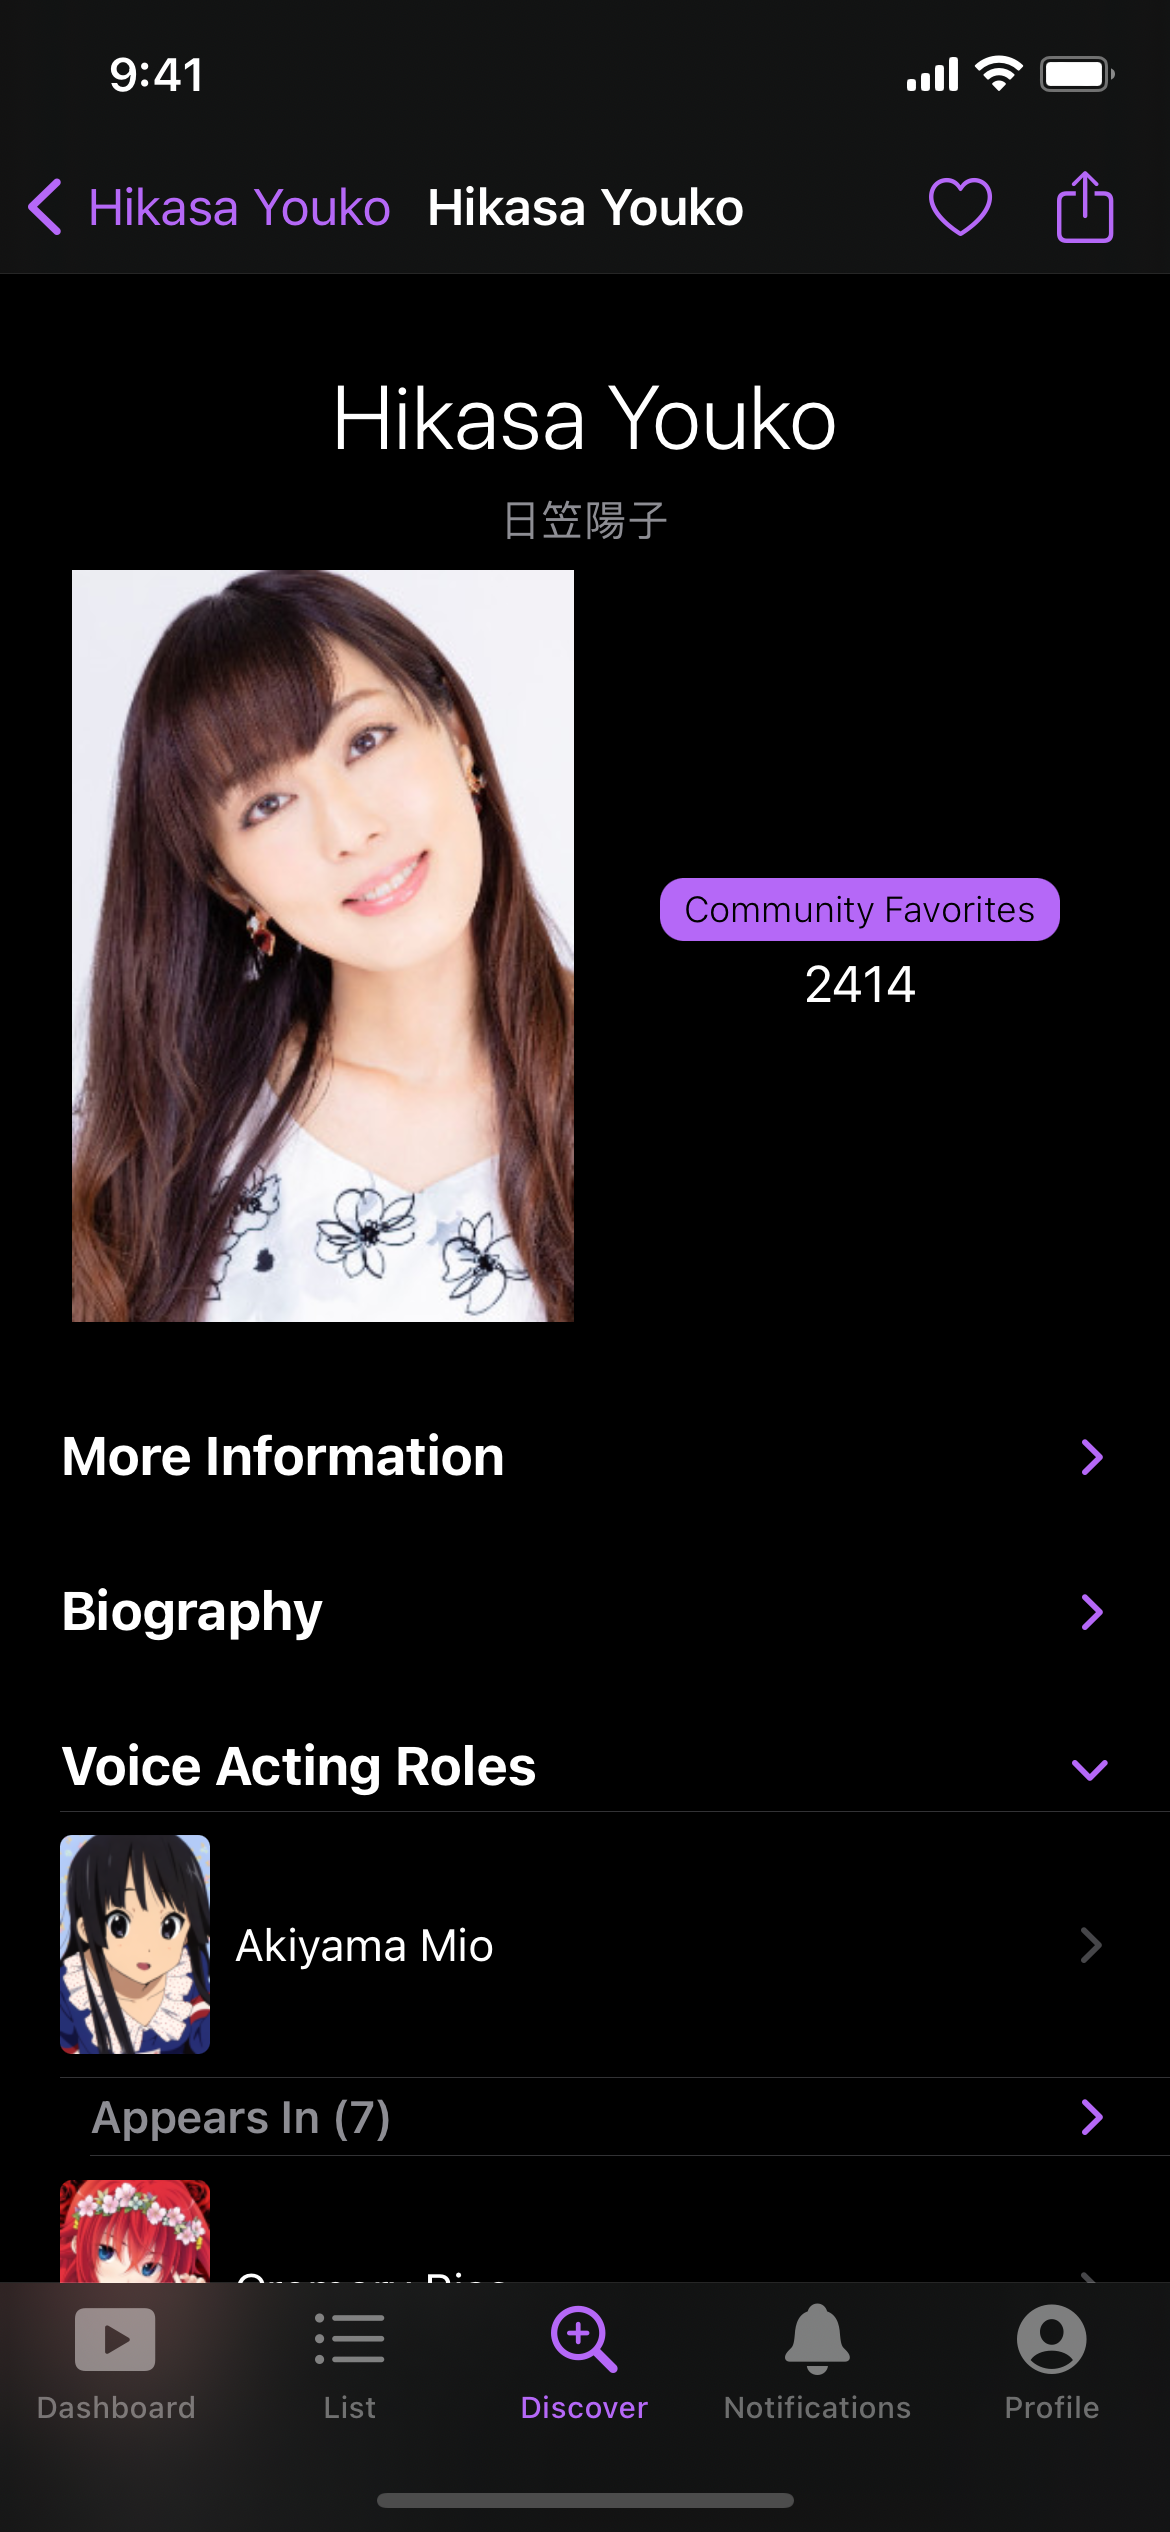 9:41
Hikasa Youko
Hikasa Youko
Hikasa Youko
日笠陽子
Community Favorites
2414
More Information
Biography
Voice Acting Roles
Akiyama Mio
Appears In (7)
Dashboard
List
Discover
Notifications
Profile